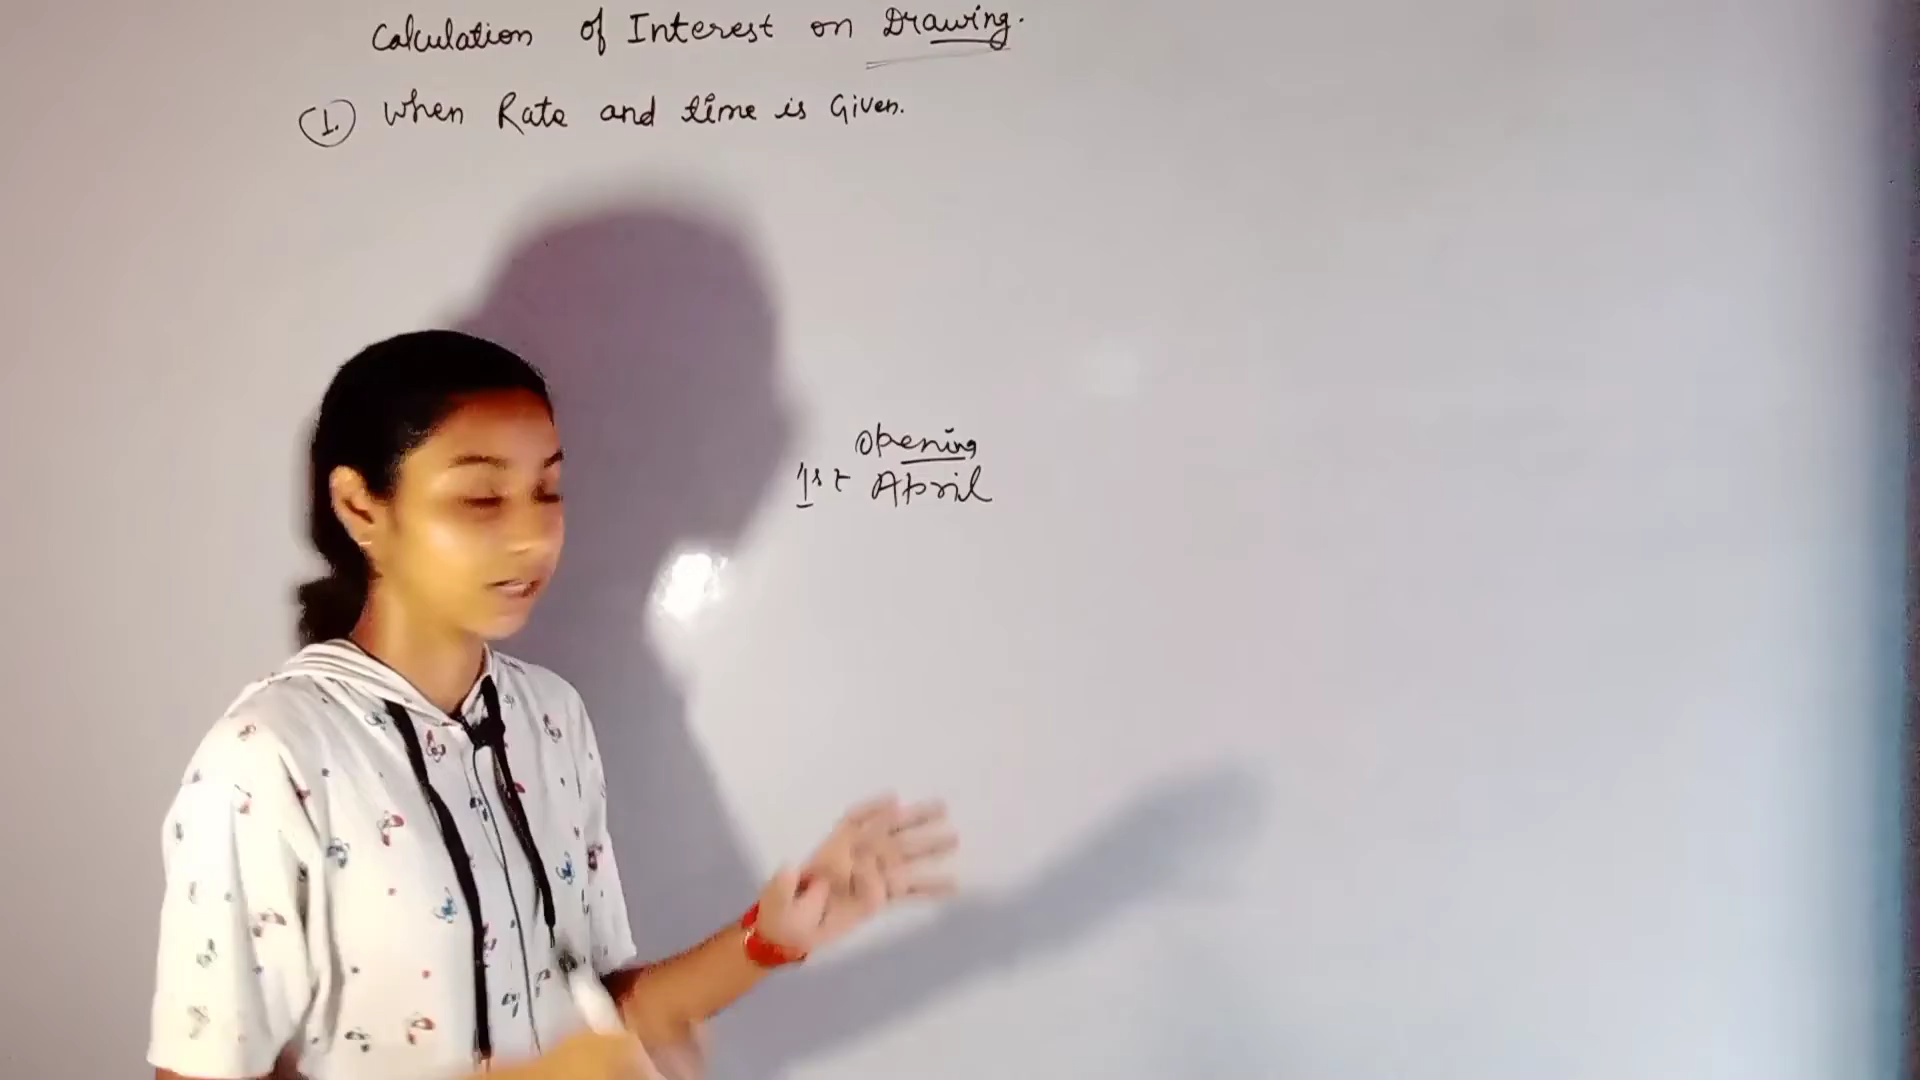 Calculation of Interest on Drawing.
1. When Rate and time is Given.
Opening
1st April